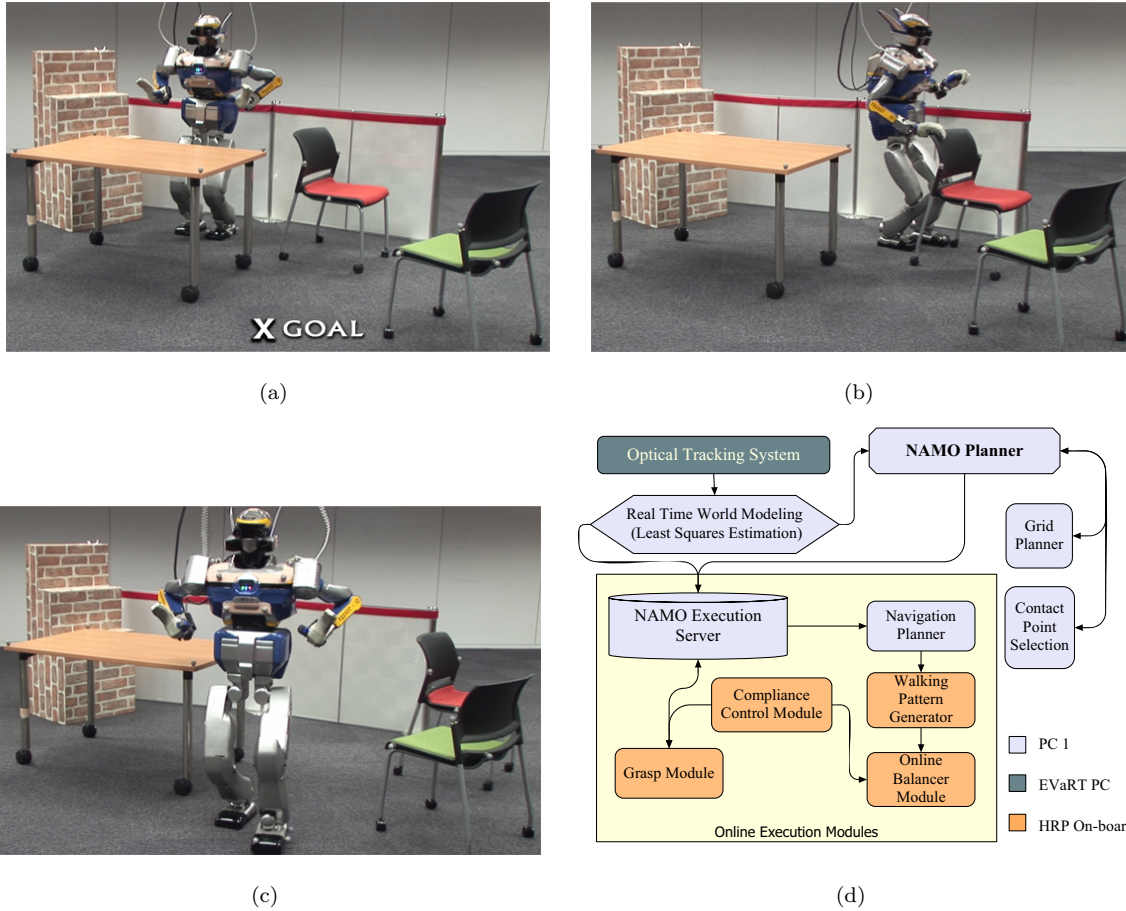 X GOAL
(a)
(b)
Optical Tracking System
NAMO Planner
Real Time World Modeling
(Least Squares Estimation)
Grid
Planner
NAMO Execution
Server
Navigation
Planner
Contact
Point
Selection
Compliance
Control Module
Walking
Pattern
Generator
Grasp Module
Online
Balancer
Module
Online Execution Modules
PC 1
EVaRT PC
HRP On-boar
(c)
(d)